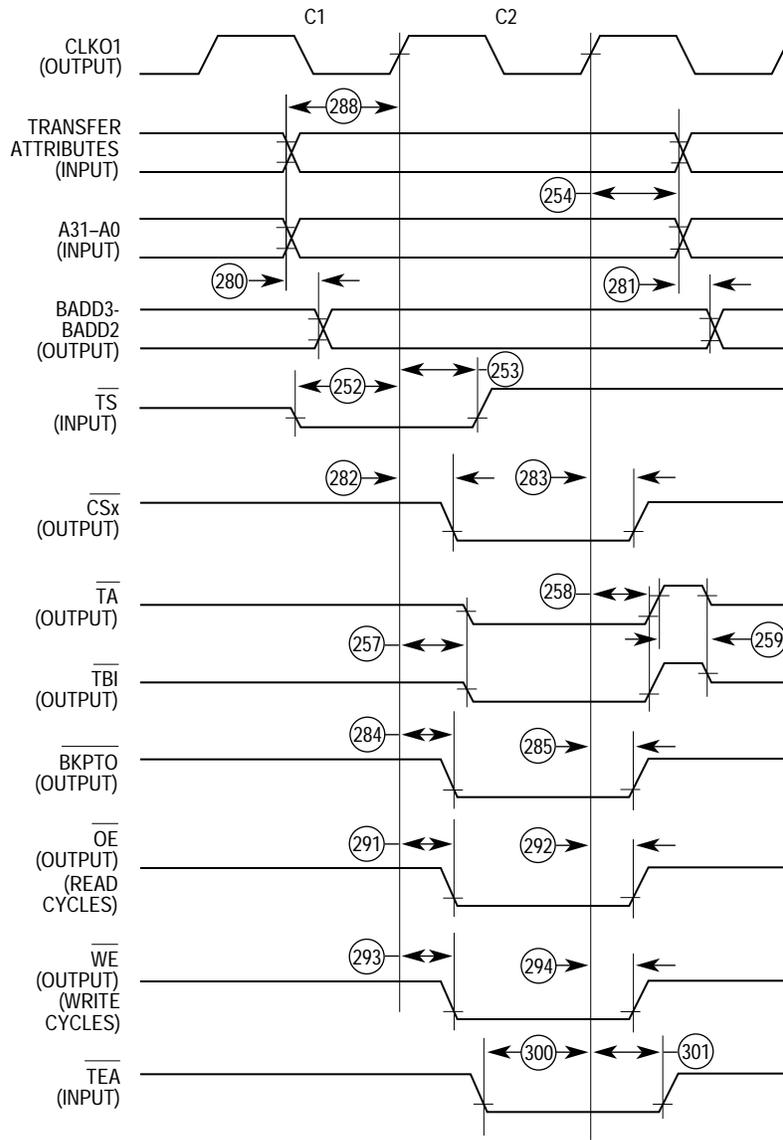 C1
C2
CLKO1
(OUTPUT)
288
TRANSFER
ATTRIBUTES
(INPUT)
254
A31–A0
(INPUT)
280
281
BADD3-
BADD2
(OUTPUT)
252
253
TS
(INPUT)
282
283
CSx
(OUTPUT)
258
TA
(OUTPUT)
257
259
TBI
(OUTPUT)
284
285
BKPTO
(OUTPUT)
OE
(OUTPUT)
(READ
CYCLES)
291
292
WE
(OUTPUT)
(WRITE
CYCLES)
293
294
300
301
TEA
(INPUT)